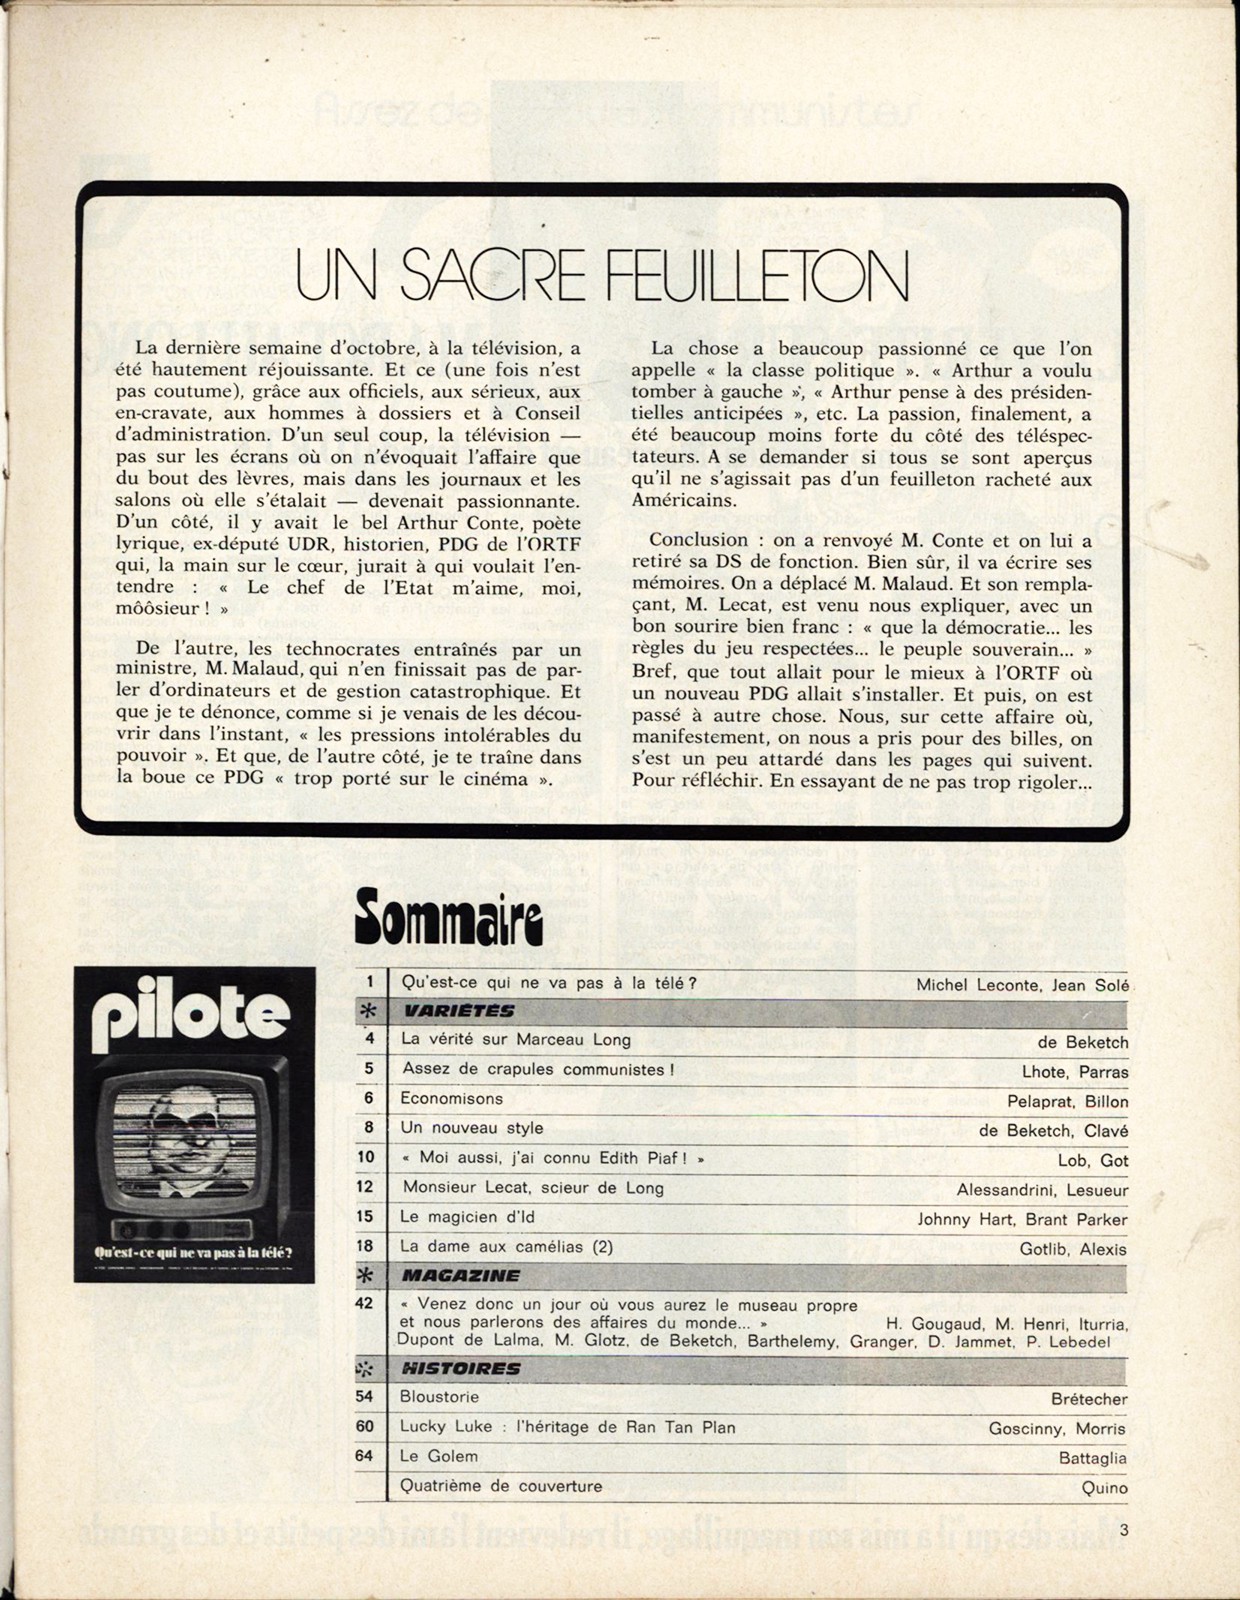 UN SACRE FEUILLETON
La dernière semaine d'octobre, à la télévision, a
été hautement réjouissante. Et ce (une fois n'est
pas coutume), grâce aux officiels, aux sérieux, aux
en-cravate, aux hommes à dossiers et à Conseil
d'administration. D'un seul coup, la télévision —
pas sur les écrans où on n'évoquait l'affaire que
du bout des lèvres, mais dans les journaux et les
salons où elle s'étalait — devenait passionnante.
D'un côté, il y avait le bel Arthur Conte, poète
lyrique, ex-député UDR, historien, PDG de l'ORTF
qui, la main sur le cœur, jurait à qui voulait l'en-
tendre : « Le chef de l'Etat m'aime, moi,
môôsieur ! »
De l'autre, les technocrates entraînés par un
ministre, M. Malaud, qui n'en finissait pas de par-
ler d'ordinateurs et de gestion catastrophique. Et
que je te dénonce, comme si je venais de les décou-
vrir dans l'instant, « les pressions intolérables du
pouvoir ». Et que, de l'autre côté, je te traîne dans
la boue ce PDG « trop porté sur le cinéma ».
La chose a beaucoup passionné ce que l'on
appelle « la classe politique ». « Arthur a voulu
tomber à gauche », « Arthur pense à des présiden-
tielles anticipées », etc. La passion, finalement, a
été beaucoup moins forte du côté des téléspec-
tateurs. A se demander si tous se sont aperçus
qu'il ne s'agissait pas d'un feuilleton racheté aux
Américains.
Conclusion : on a renvoyé M. Conte et on lui a
retiré sa DS de fonction. Bien sûr, il va écrire ses
mémoires. On a déplacé M. Malaud. Et son rempla-
çant, M. Lecat, est venu nous expliquer, avec un
bon sourire bien franc : « que la démocratie... les
règles du jeu respectées... le peuple souverain... »
Bref, que tout allait pour le mieux à l'ORTF où
un nouveau PDG allait s'installer. Et puis, on est
passé à autre chose. Nous, sur cette affaire où,
manifestement, on nous a pris pour des billes, on
s'est un peu attardé dans les pages qui suivent.
Pour réfléchir. En essayant de ne pas trop rigoler...
Sommaire
pilote
Qu'est-ce qui ne va pas à la télé ?
1 Qu'est-ce qui ne va pas à la télé ? Michel Leconte, Jean Solé
* VARIÉTÉS
4 La vérité sur Marceau Long de Beketch
5 Assez de crapules communistes ! Lhote, Parras
6 Economisons Pelaprat, Billon
8 Un nouveau style de Beketch, Clavé
10 « Moi aussi, j'ai connu Edith Piaf ! » Lob, Got
12 Monsieur Lecat, scieur de Long Alessandrini, Lesueur
15 Le magicien d'Id Johnny Hart, Brant Parker
18 La dame aux camélias (2) Gotlib, Alexis
* MAGAZINE
42 « Venez donc un jour où vous aurez le museau propre
et nous parlerons des affaires du monde... » H. Gougaud, M. Henri, Iturria,
Dupont de Lalma, M. Glotz, de Beketch, Barthelemy, Granger, D. Jammet, P. Lebedel
* HISTOIRES
54 Bloustorie Brétecher
60 Lucky Luke : l'héritage de Ran Tan Plan Goscinny, Morris
64 Le Golem Battaglia
Quatrième de couverture Quino
3